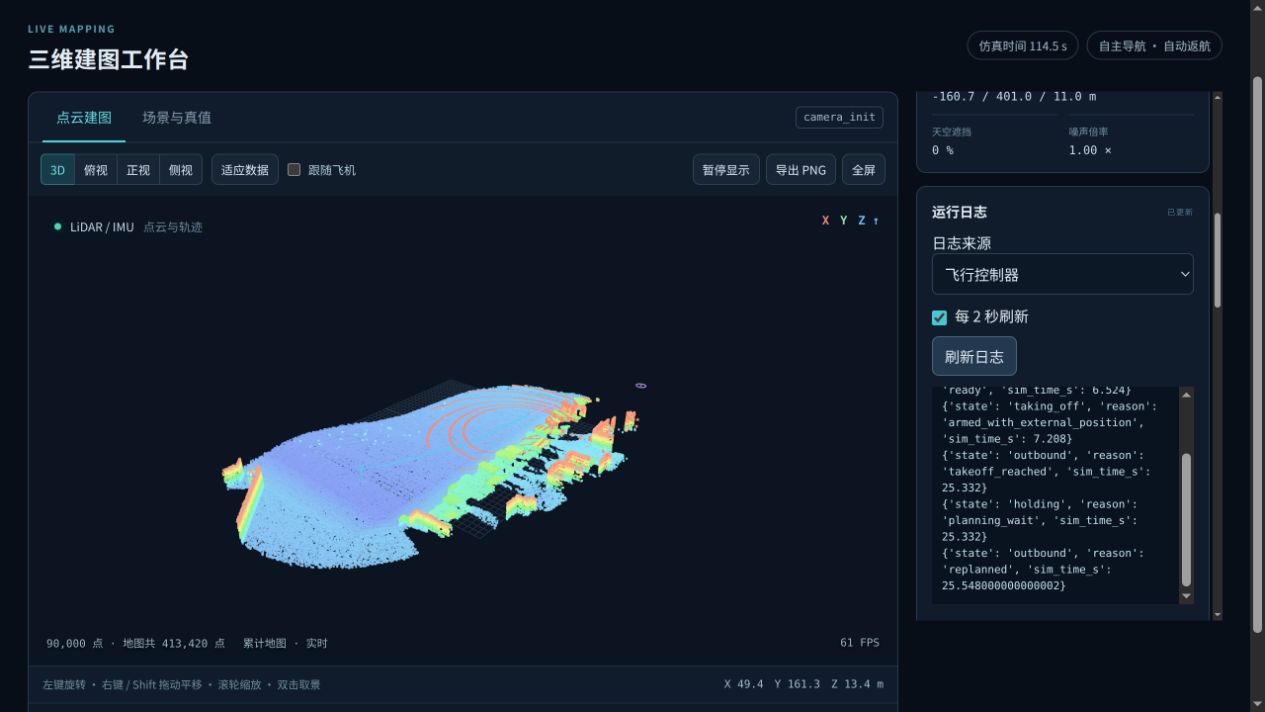 LIVE MAPPING
三维建图工作台
仿真时间 114.5 s
自主导航 · 自动返航
点云建图
场景与真值
camera_init
3D
俯视
正视
侧视
适应数据
跟随飞机
暂停显示
导出 PNG
全屏
LiDAR / IMU 点云与轨迹
X Y Z ↑
90,000 点 · 地图共 413,420 点 累计地图 · 实时
61 FPS
左键旋转 · 右键 / Shift 拖动平移 · 滚轮缩放 · 双击取景
X 49.4 Y 161.3 Z 13.4 m
-160.7 / 401.0 / 11.0 m
天空遮挡
噪声倍率
0 %
1.00 ×
运行日志
已更新
日志来源
飞行控制器
每 2 秒刷新
刷新日志
'ready', 'sim_time_s': 6.524}
{'state': 'taking_off', 'reason':
'armed_with_external_position',
'sim_time_s': 7.208}
{'state': 'outbound', 'reason':
'takeoff_reached', 'sim_time_s':
25.332}
{'state': 'holding', 'reason':
'planning_wait', 'sim_time_s':
25.332}
{'state': 'outbound', 'reason':
'replanned', 'sim_time_s':
25.548000000000002}